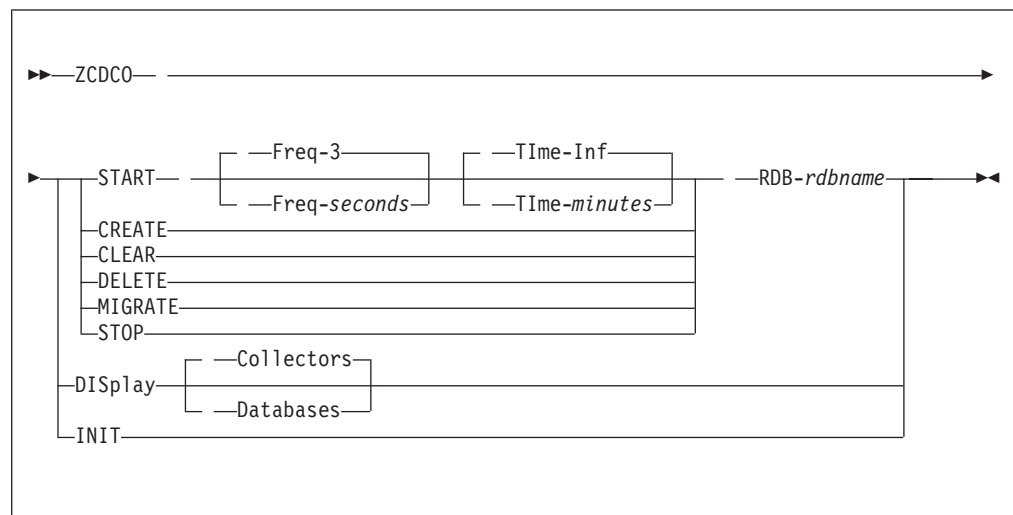 ZCDCO
Freq-3 TIme-Inf
START RDB-rdbname
Freq-seconds TIme-minutes
CREATE
CLEAR
DELETE
MIGRATE
STOP
Collectors
DISplay
Databases
INIT